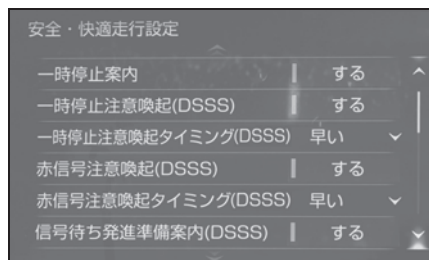 安全・快適走行設定
一時停止案内 する
一時停止注意喚起(DSSS) する
一時停止注意喚起タイミング(DSSS) 早い
赤信号注意喚起(DSSS) する
赤信号注意喚起タイミング(DSSS) 早い
信号待ち発進準備案内(DSSS) する